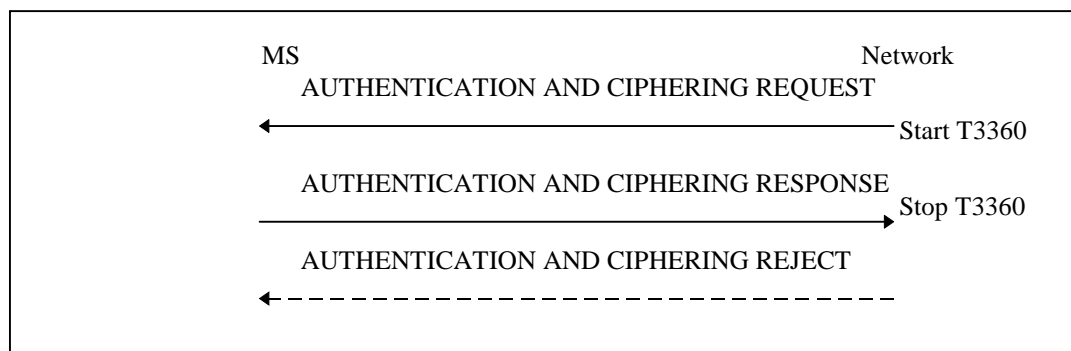 MS Network
AUTHENTICATION AND CIPHERING REQUEST
Start T3360
AUTHENTICATION AND CIPHERING RESPONSE
Stop T3360
AUTHENTICATION AND CIPHERING REJECT